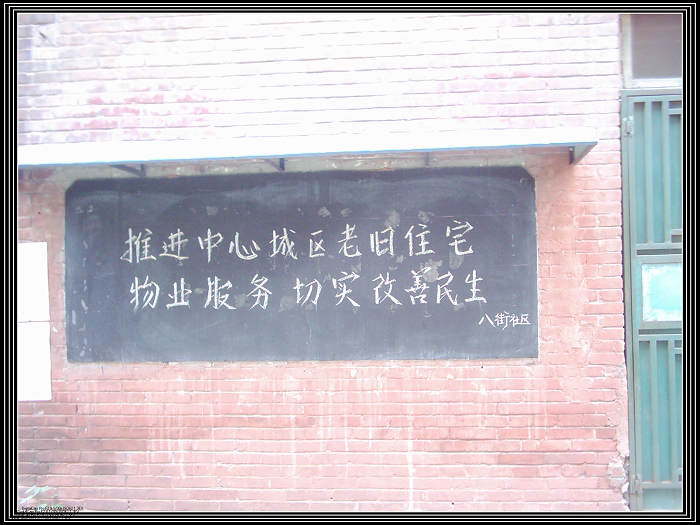 推进中心城区老旧住宅
物业服务 切实改善民生
八街社区